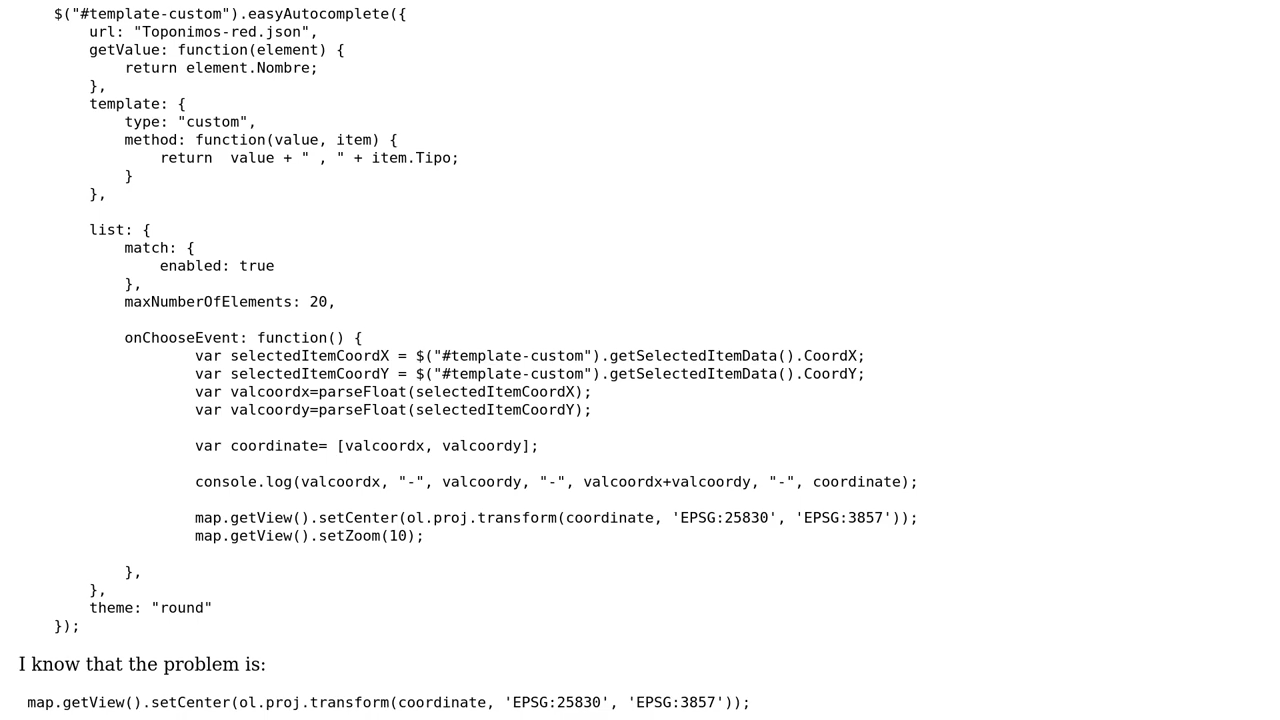 $("#template-custom").easyAutocomplete({
url: "Toponimos-red.json",
getValue: function(element) {
return element.Nombre;
},
template: {
type: "custom",
method: function(value, item) {
return  value + " , " + item.Tipo;
}
},
list: {
match: {
enabled: true
},
maxNumberOfElements: 20,
onChooseEvent: function() {
var selectedItemCoordX = $("#template-custom").getSelectedItemData().CoordX;
var selectedItemCoordY = $("#template-custom").getSelectedItemData().CoordY;
var valcoordx=parseFloat(selectedItemCoordX);
var valcoordy=parseFloat(selectedItemCoordY);
var coordinate= [valcoordx, valcoordy];
console.log(valcoordx, "-", valcoordy, "-", valcoordx+valcoordy, "-", coordinate);
map.getView().setCenter(ol.proj.transform(coordinate, 'EPSG:25830', 'EPSG:3857'));
map.getView().setZoom(10);
},
},
theme: "round"
});
I know that the problem is:
map.getView().setCenter(ol.proj.transform(coordinate, 'EPSG:25830', 'EPSG:3857'));